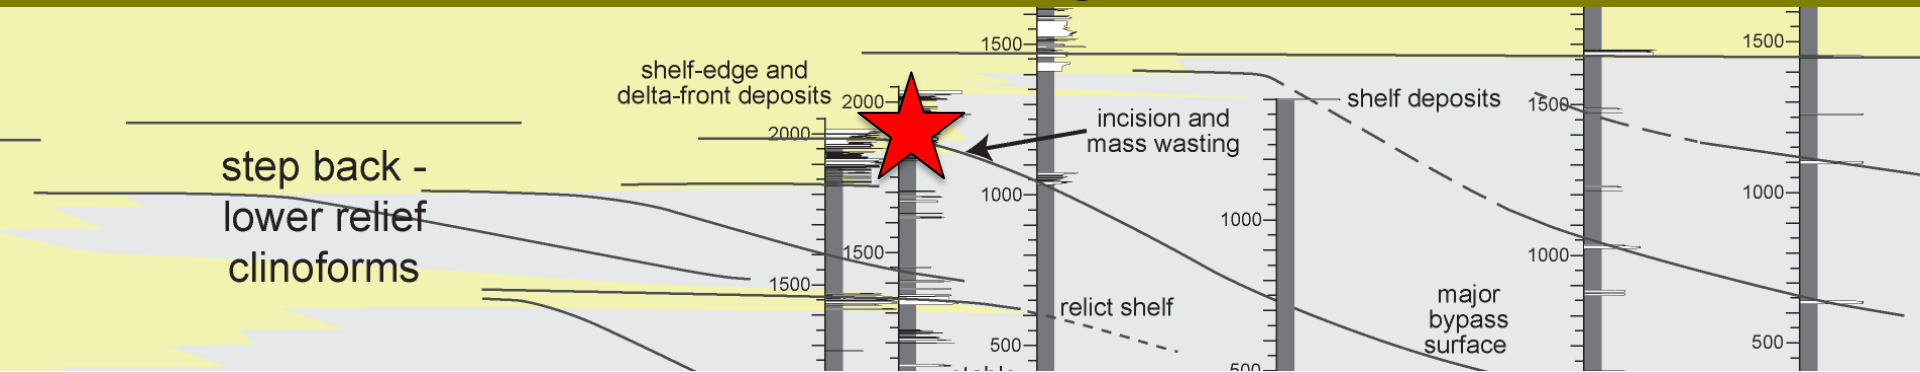 shelf-edge and
delta-front deposits
step back -
lower relief
clinoforms
2000
1500
2000
1500
1500
1000
500
incision and
mass wasting
relict shelf
shelf deposits
1000
500
major
bypass
surface
1500
1000
1500
1000
500